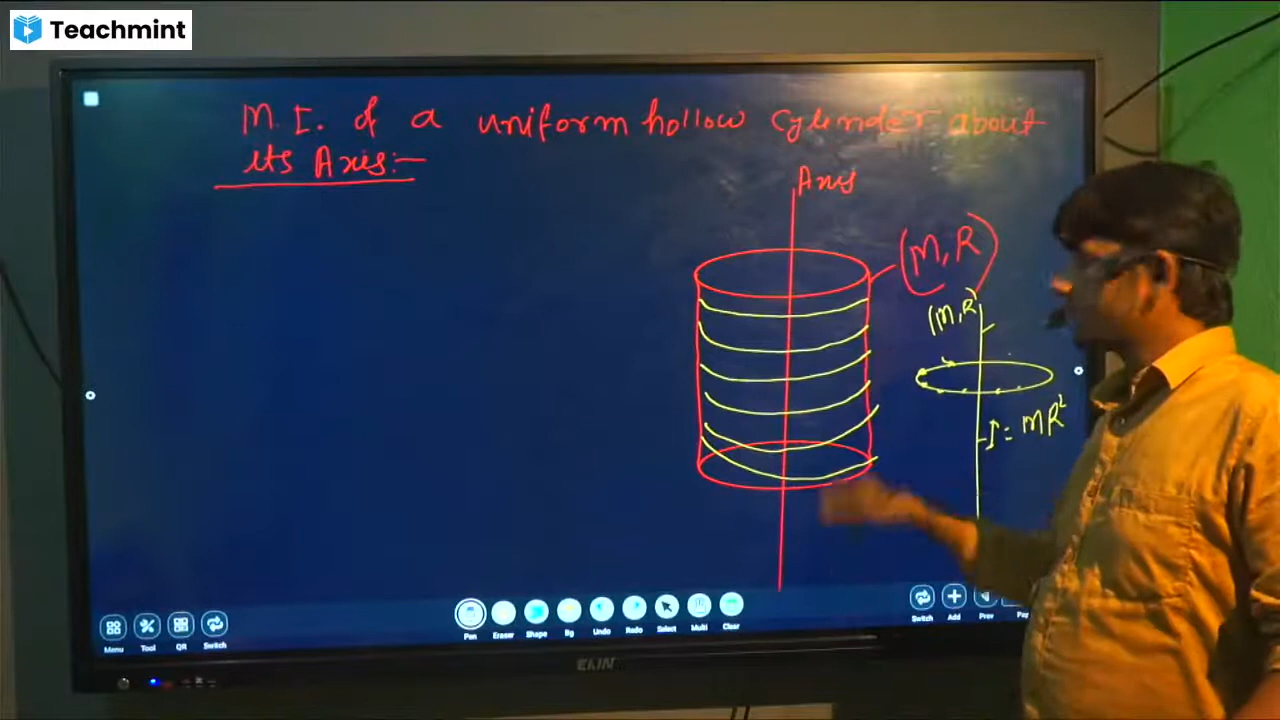 Teachmint
M.I. of a uniform hollow cylinder about
its Axis:-
Axis
(M, R)
(M, R)
I = MR²
Menu Tool QR Switch Pen Eraser Shape Bg Undo Redo Select Multi Clear Switch Add Prev